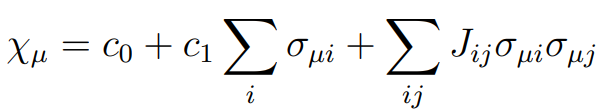 χ_μ = c_0 + c_1 ∑_i σ_{μi} + ∑_{ij} J_{ij} σ_{μi} σ_{μj}